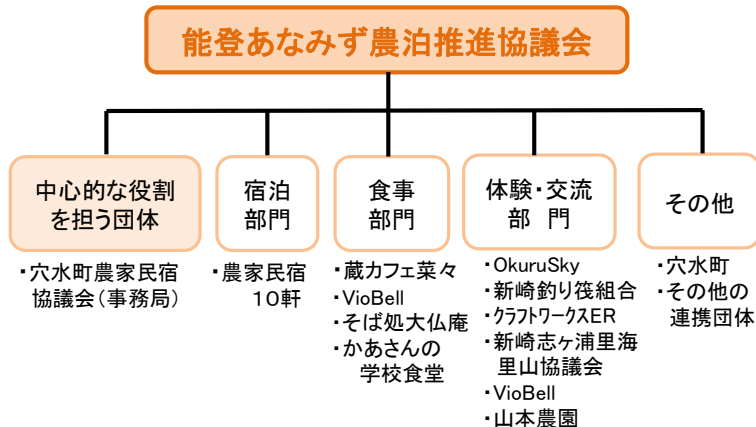 能登あなみず農泊推進協議会
中心的な役割
を担う団体
・穴水町農家民宿
協議会(事務局)
宿泊
部門
・農家民宿
10軒
食事
部門
・蔵カフェ菜々
・VioBell
・そば処大仏庵
・かあさんの
学校食堂
体験・交流
部 門
・OkuruSky
・新崎釣り筏組合
・クラフトワークスER
・新崎志ヶ浦里海
里山協議会
・VioBell
・山本農園
その他
・穴水町
・その他の
連携団体